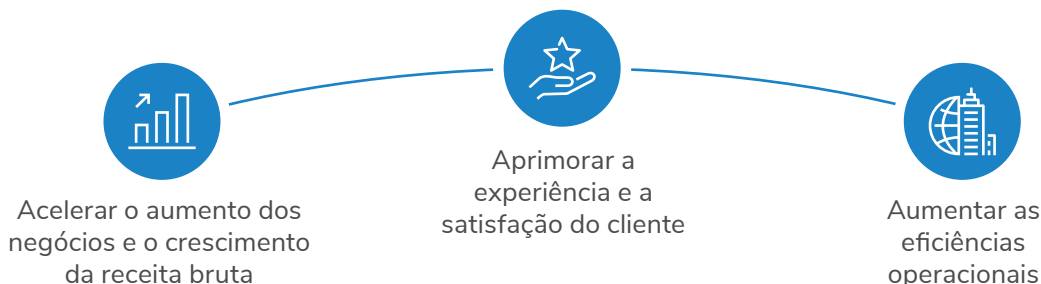 Acelerar o aumento dos
negócios e o crescimento
da receita bruta
Aprimorar a
experiência e a
satisfação do cliente
Aumentar as
eficiências
operacionais